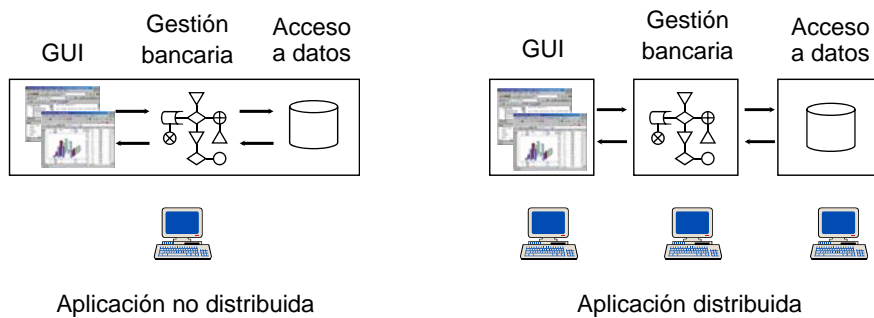 GUI
Gestión
bancaria
Acceso
a datos
GUI
Gestión
bancaria
Acceso
a datos
Aplicación no distribuida
Aplicación distribuida